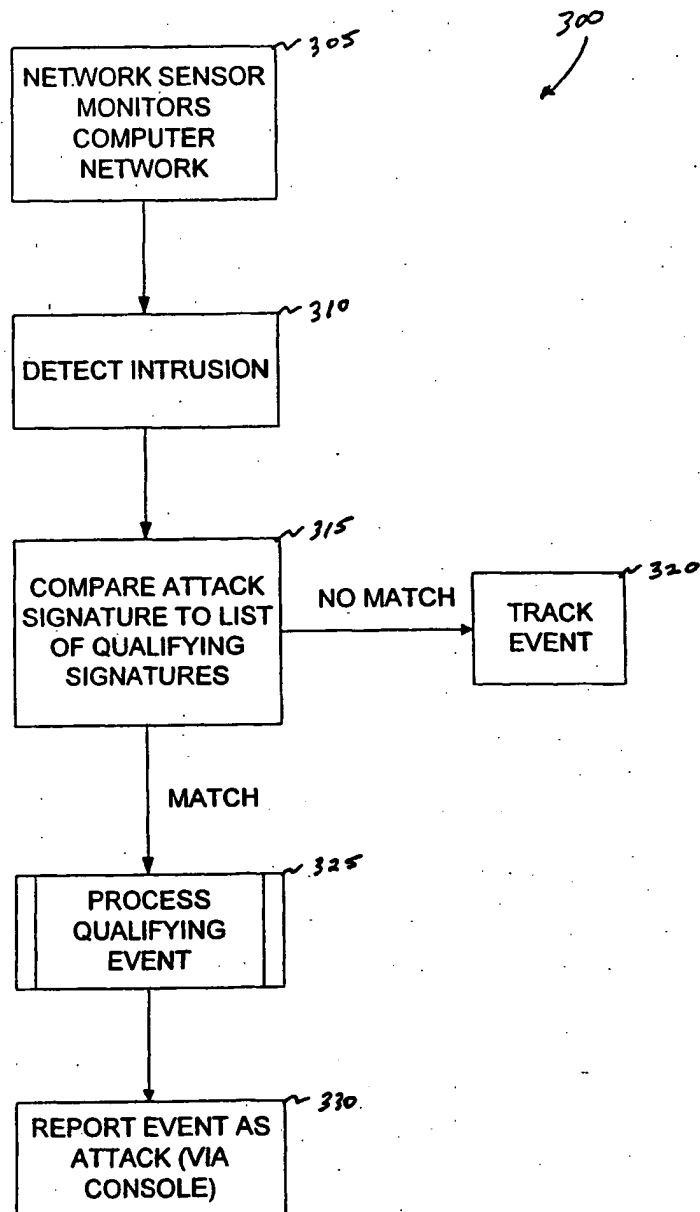 300
305
NETWORK SENSOR
MONITORS
COMPUTER
NETWORK
310
DETECT INTRUSION
315
COMPARE ATTACK
SIGNATURE TO LIST
OF QUALIFYING
SIGNATURES
NO MATCH
320
TRACK
EVENT
MATCH
325
PROCESS
QUALIFYING
EVENT
330
REPORT EVENT AS
ATTACK (VIA
CONSOLE)